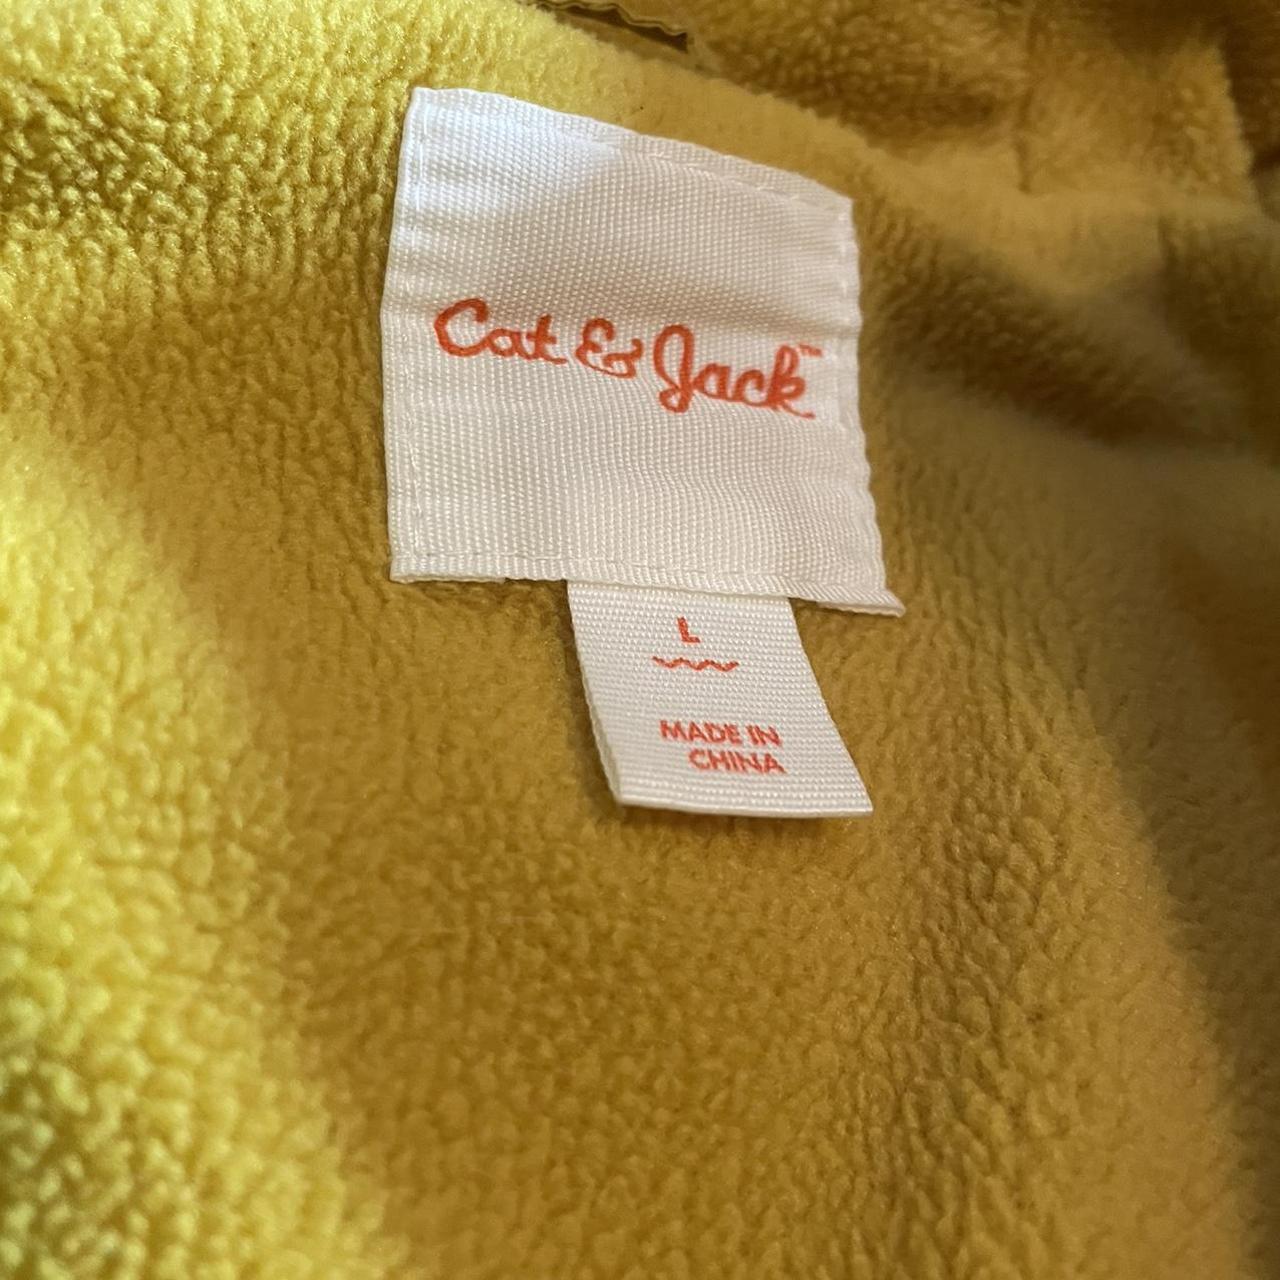 Cat & Jack™
L
MADE IN
CHINA